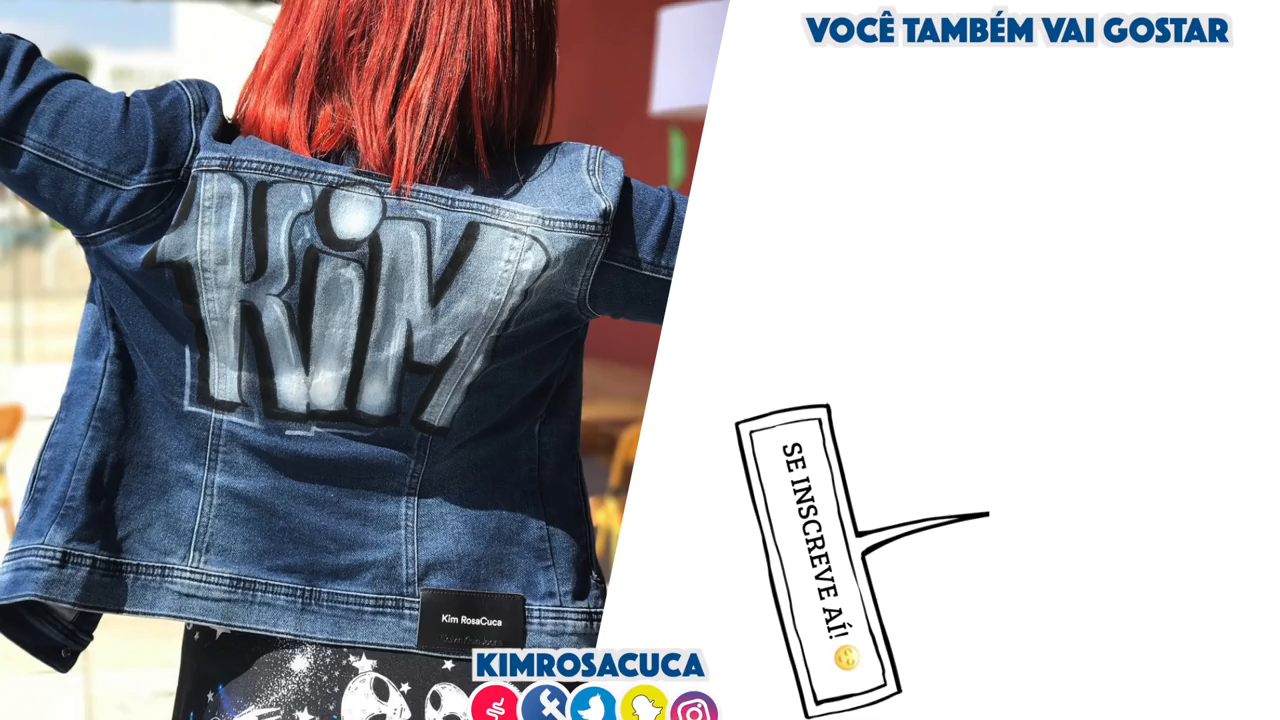 VOCÊ TAMBÉM VAI GOSTAR
KiM
SE INSCREVE AÍ!
Kim RosaCuca
KIMROSACUCA